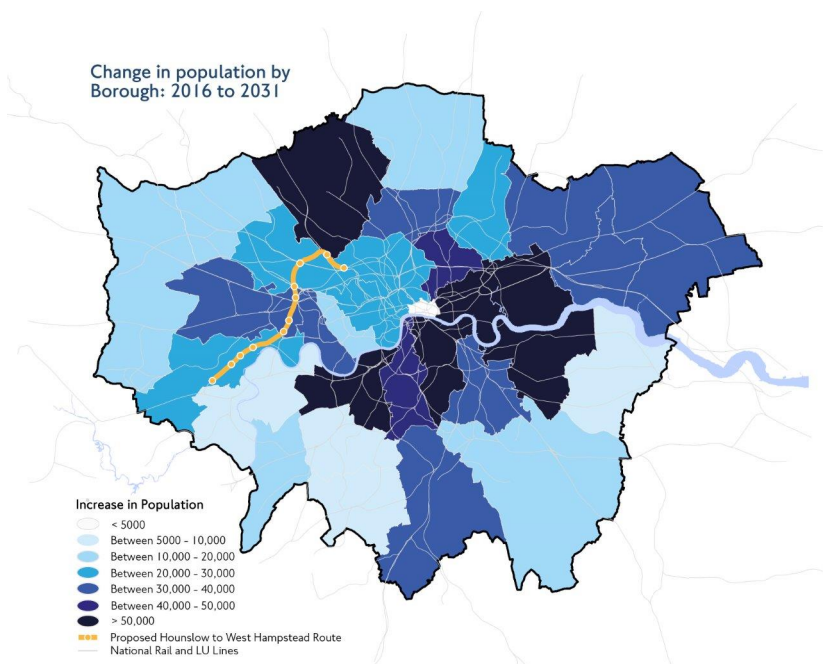 Change in population by
Borough: 2016 to 2031
Increase in Population
< 5000
Between 5000 - 10,000
Between 10,000 - 20,000
Between 20,000 - 30,000
Between 30,000 - 40,000
Between 40,000 - 50,000
> 50,000
Proposed Hounslow to West Hampstead Route
National Rail and LU Lines